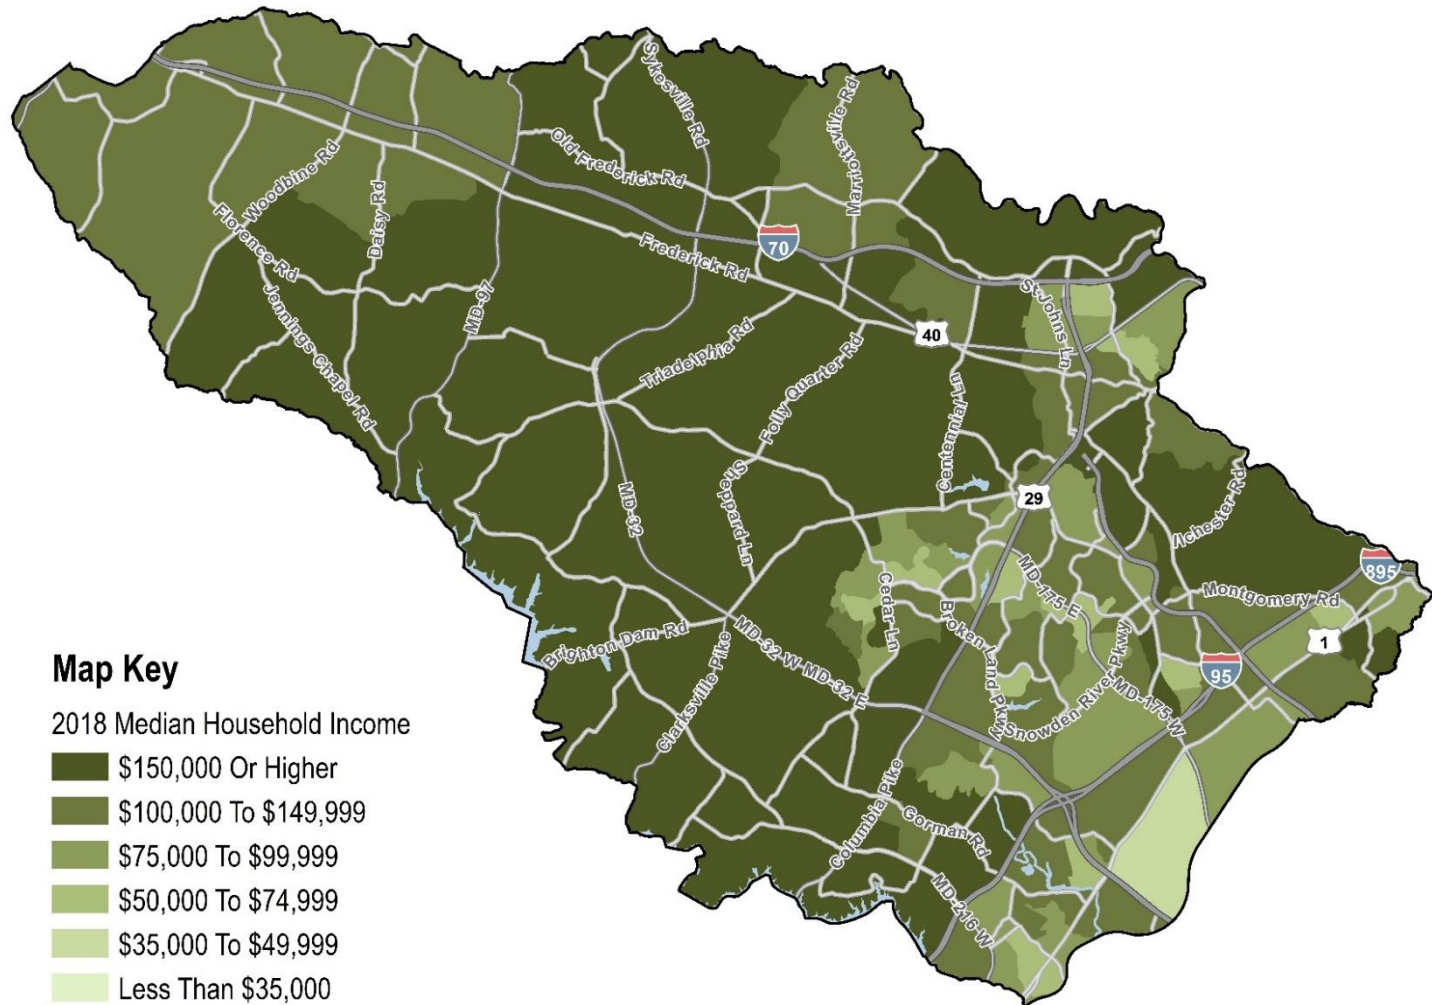 Sykesville Rd
Old Frederick Rd
Marriottsville Rd
Woodbine Rd
Daisy Rd
Florence Rd
Frederick Rd
70
Jennings Chapel Rd
MD-97
40
St Johns Ln
Triadelphia Rd
Folly Quarter Rd
Centennial Ln
Sheppard Ln
MD-32
29
Ilchester Rd
895
MD-175 E
Montgomery Rd
Cedar Ln
Broken Land Pkwy
1
Brighton Dam Rd
MD-32 W
MD-32 E
95
Snowden River Pkwy
MD-175 W
Clarksville Pike
Columbia Pike
Gorman Rd
MD-216 W
Map Key
2018 Median Household Income
$150,000 Or Higher
$100,000 To $149,999
$75,000 To $99,999
$50,000 To $74,999
$35,000 To $49,999
Less Than $35,000